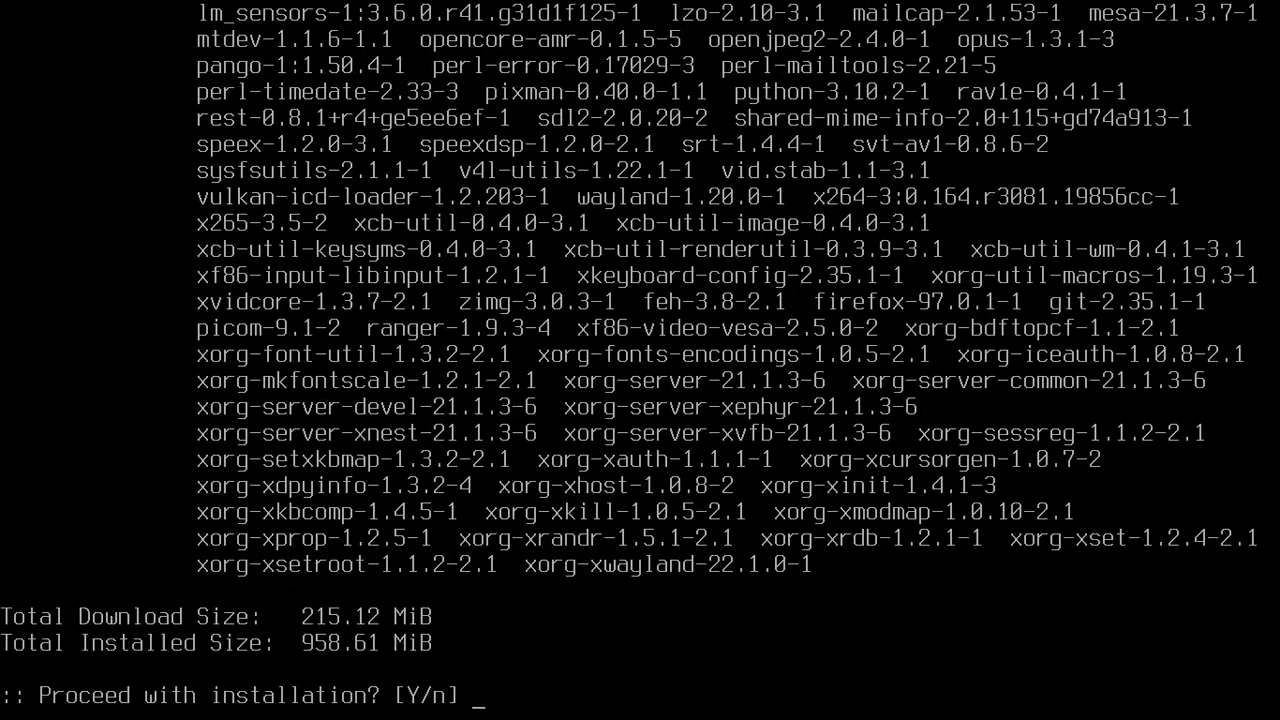 lm_sensors-1:3.6.0.r41.g31d1f125-1 lzo-2.10-3.1 mailcap-2.1.53-1 mesa-21.3.7-1
mtdev-1.1.6-1.1 opencore-amr-0.1.5-5 openjpeg2-2.4.0-1 opus-1.3.1-3
pango-1:1.50.4-1 perl-error-0.17029-3 perl-mailtools-2.21-5
perl-timedate-2.33-3 pixman-0.40.0-1.1 python-3.10.2-1 rav1e-0.4.1-1
rest-0.8.1+r4+ge5ee6ef-1 sdl2-2.0.20-2 shared-mime-info-2.0+115+gd74a913-1
speex-1.2.0-3.1 speexdsp-1.2.0-2.1 srt-1.4.4-1 svt-av1-0.8.6-2
sysfsutils-2.1.1-1 v4l-utils-1.22.1-1 vid.stab-1.1-3.1
vulkan-icd-loader-1.2.203-1 wayland-1.20.0-1 x264-3:0.164.r3081.19856cc-1
x265-3.5-2 xcb-util-0.4.0-3.1 xcb-util-image-0.4.0-3.1
xcb-util-keysyms-0.4.0-3.1 xcb-util-renderutil-0.3.9-3.1 xcb-util-wm-0.4.1-3.1
xf86-input-libinput-1.2.1-1 xkeyboard-config-2.35.1-1 xorg-util-macros-1.19.3-1
xvidcore-1.3.7-2.1 zimg-3.0.3-1 feh-3.8-2.1 firefox-97.0.1-1 git-2.35.1-1
picom-9.1-2 ranger-1.9.3-4 xf86-video-vesa-2.5.0-2 xorg-bdftopcf-1.1-2.1
xorg-font-util-1.3.2-2.1 xorg-fonts-encodings-1.0.5-2.1 xorg-iceauth-1.0.8-2.1
xorg-mkfontscale-1.2.1-2.1 xorg-server-21.1.3-6 xorg-server-common-21.1.3-6
xorg-server-devel-21.1.3-6 xorg-server-xephyr-21.1.3-6
xorg-server-xnest-21.1.3-6 xorg-server-xvfb-21.1.3-6 xorg-sessreg-1.1.2-2.1
xorg-setxkbmap-1.3.2-2.1 xorg-xauth-1.1.1-1 xorg-xcursorgen-1.0.7-2
xorg-xdpyinfo-1.3.2-4 xorg-xhost-1.0.8-2 xorg-xinit-1.4.1-3
xorg-xkbcomp-1.4.5-1 xorg-xkill-1.0.5-2.1 xorg-xmodmap-1.0.10-2.1
xorg-xprop-1.2.5-1 xorg-xrandr-1.5.1-2.1 xorg-xrdb-1.2.1-1 xorg-xset-1.2.4-2.1
xorg-xsetroot-1.1.2-2.1 xorg-xwayland-22.1.0-1
Total Download Size: 215.12 MiB
Total Installed Size: 958.61 MiB
:: Proceed with installation? [Y/n] _